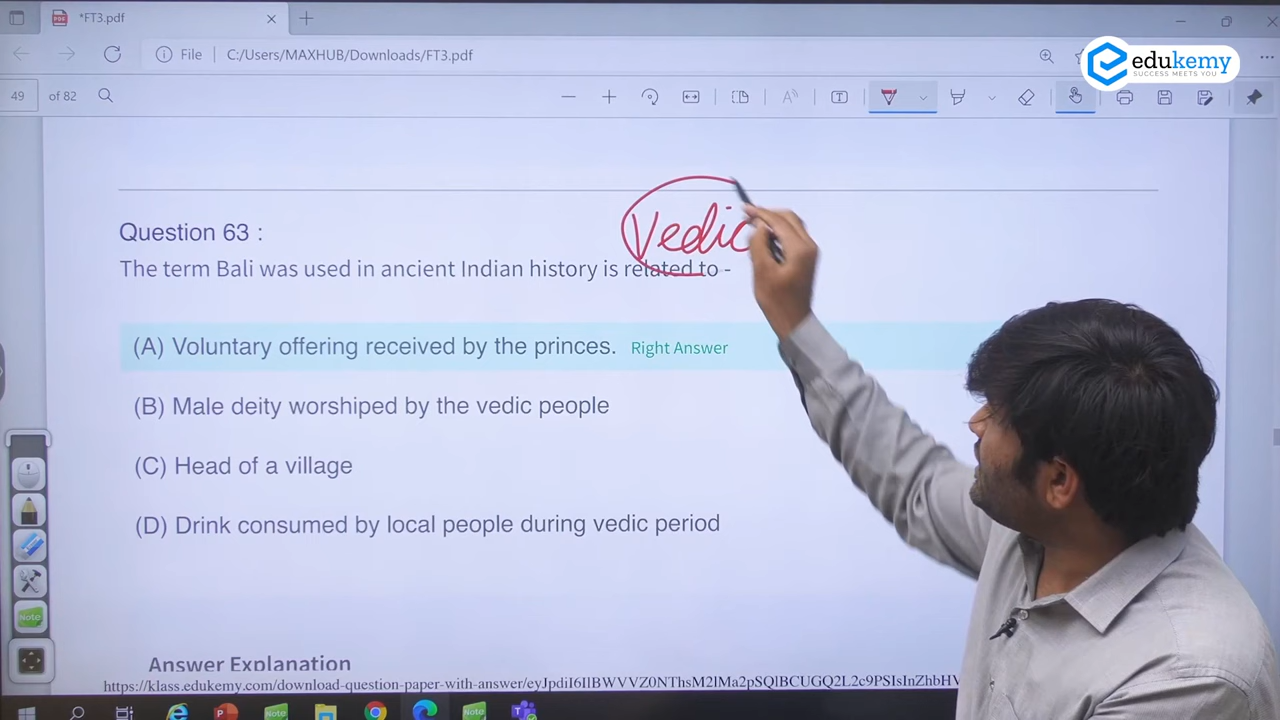 *FT3.pdf
File C:/Users/MAXHUB/Downloads/FT3.pdf
edukemy
SUCCESS MEETS YOU
49 of 82
Vedic
Question 63 :
The term Bali was used in ancient Indian history is related to -
(A) Voluntary offering received by the princes. Right Answer
(B) Male deity worshiped by the vedic people
(C) Head of a village
(D) Drink consumed by local people during vedic period
Note
Answer Explanation